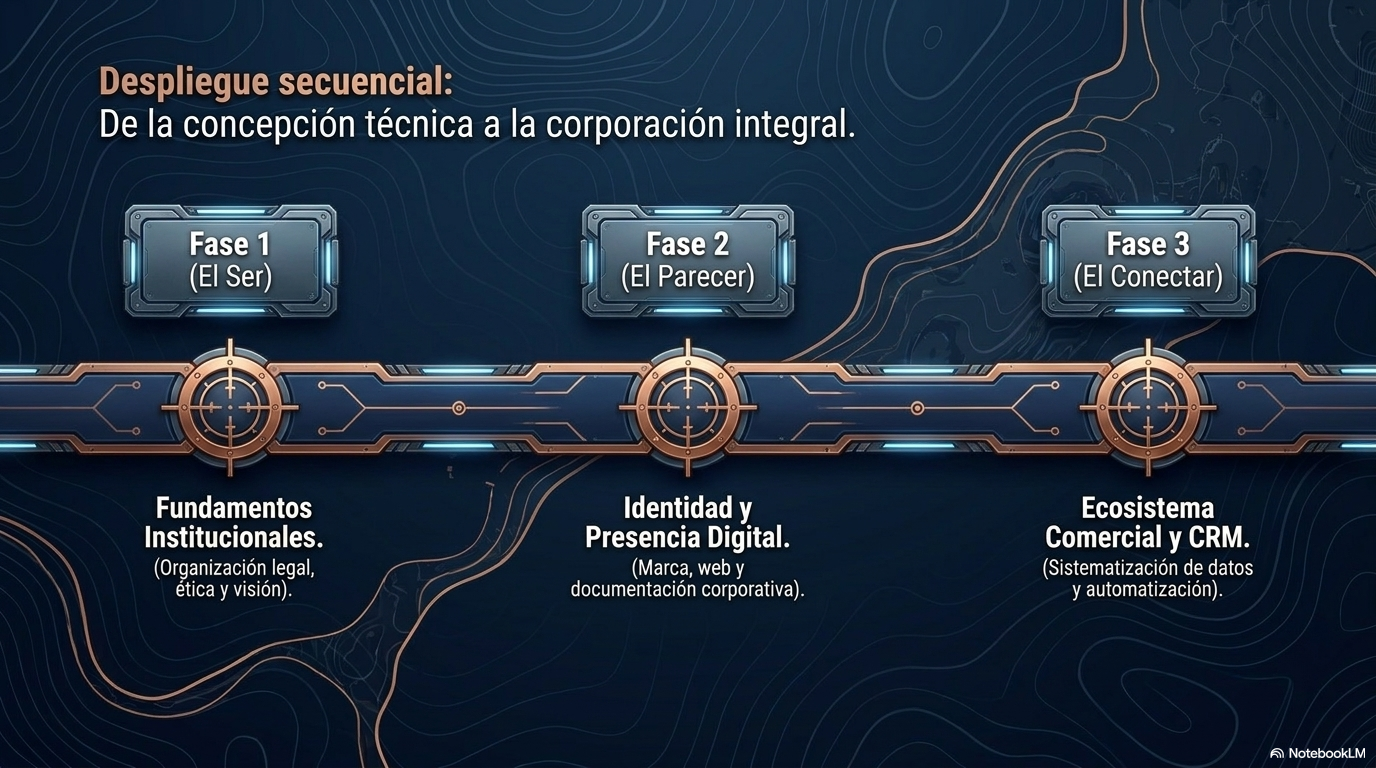 Despliegue secuencial:
De la concepción técnica a la corporación integral.
Fase 1
(El Ser)
Fase 2
(El Parecer)
Fase 3
(El Conectar)
Fundamentos
Institucionales.
(Organización legal,
ética y visión).
Identidad y
Presencia Digital.
(Marca, web y
documentación corporativa).
Ecosistema
Comercial y CRM.
(Sistematización de datos
y automatización).
NotebookLM